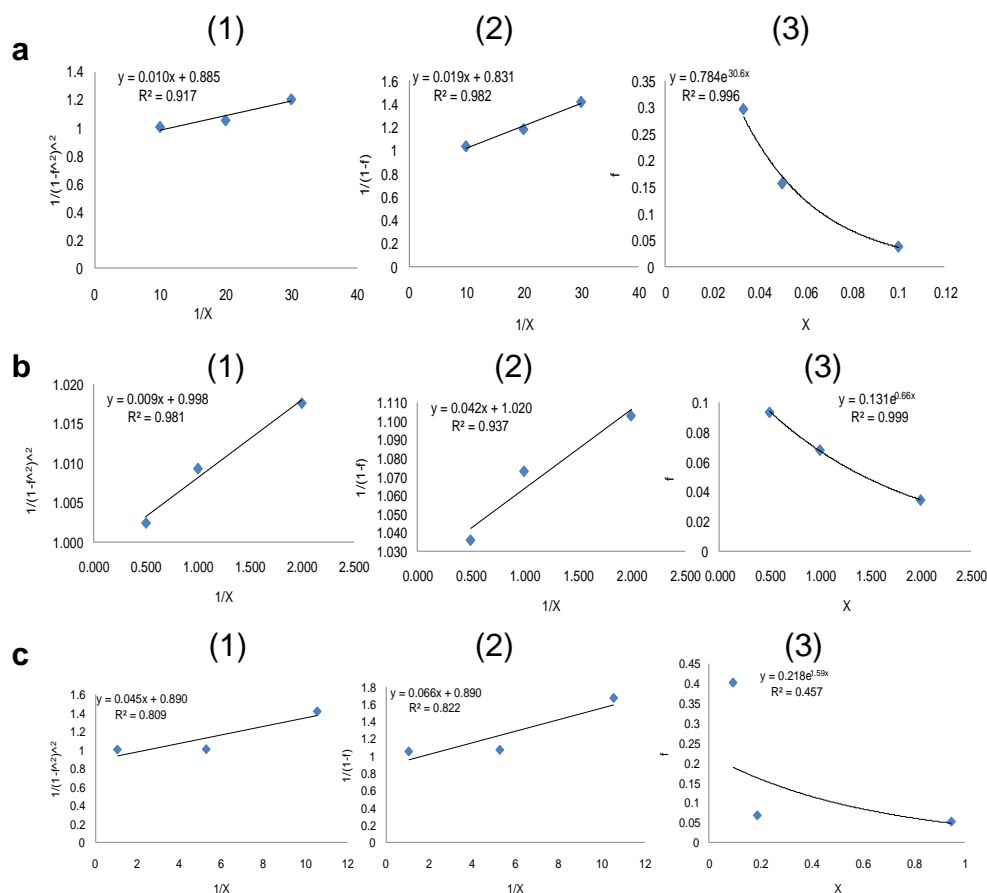 (1)
(2)
(3)
a
y = 0.010x + 0.885
R² = 0.917
1.4
1.2
1
0.8
0.6
0.4
0.2
0
1/(1-f^2)^2
0 10 20 30 40
1/X
y = 0.019x + 0.831
R² = 0.982
1.6
1.4
1.2
1
0.8
0.6
0.4
0.2
0
1/(1-f)
0 10 20 30 40
1/X
y = 0.784e30.6x
R² = 0.996
0.35
0.3
0.25
0.2
0.15
0.1
0.05
0
f
0 0.02 0.04 0.06 0.08 0.1 0.12
X
b
(1)
(2)
(3)
y = 0.009x + 0.998
R² = 0.981
1.020
1.015
1.010
1.005
1.000
1/(1-f^2)^2
0.000 0.500 1.000 1.500 2.000 2.500
1/X
y = 0.042x + 1.020
R² = 0.937
1.110
1.100
1.090
1.080
1.070
1.060
1.050
1.040
1.030
1/(1-f)
0.000 0.500 1.000 1.500 2.000 2.500
1/X
y = 0.131e0.66x
R² = 0.999
0.1
0.08
0.06
0.04
0.02
0
f
0.000 0.500 1.000 1.500 2.000 2.500
X
c
(1)
(2)
(3)
y = 0.045x + 0.890
R² = 0.809
1.6
1.4
1.2
1
0.8
0.6
0.4
0.2
0
1/(1-f^2)^2
0 2 4 6 8 10 12
1/X
y = 0.066x + 0.890
R² = 0.822
1.8
1.6
1.4
1.2
1
0.8
0.6
0.4
0.2
0
1/(1-f)
0 2 4 6 8 10 12
1/X
y = 0.218e1.59x
R² = 0.457
0.45
0.4
0.35
0.3
0.25
0.2
0.15
0.1
0.05
0
f
0 0.2 0.4 0.6 0.8 1
X